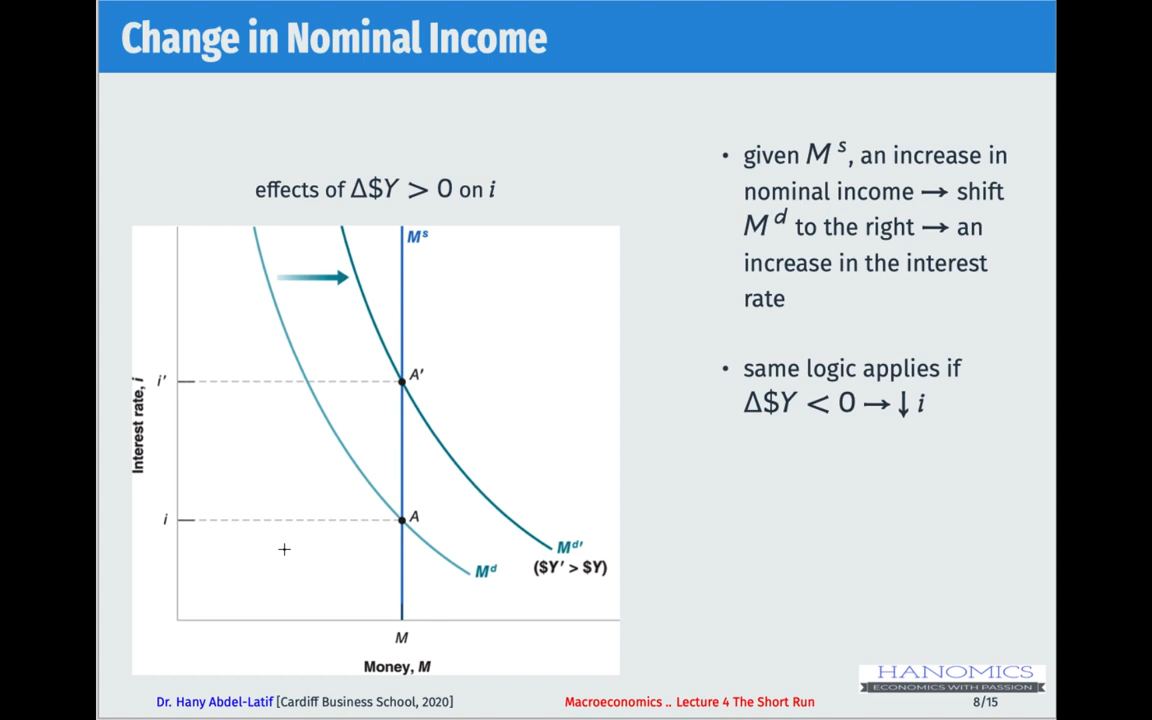 Change in Nominal Income
effects of Δ$Y > 0 on i
Mˢ
A′
i′
Interest rate, i
i
A
Mᵈ′
Mᵈ
($Y′ > $Y)
M
Money, M
• given M ˢ, an increase in
nominal income → shift
M ᵈ to the right → an
increase in the interest
rate
• same logic applies if
Δ$Y < 0 → ↓ i
HANOMICS
ECONOMICS WITH PASSION
Dr. Hany Abdel-Latif [Cardiff Business School, 2020]
Macroeconomics .. Lecture 4 The Short Run
8/15